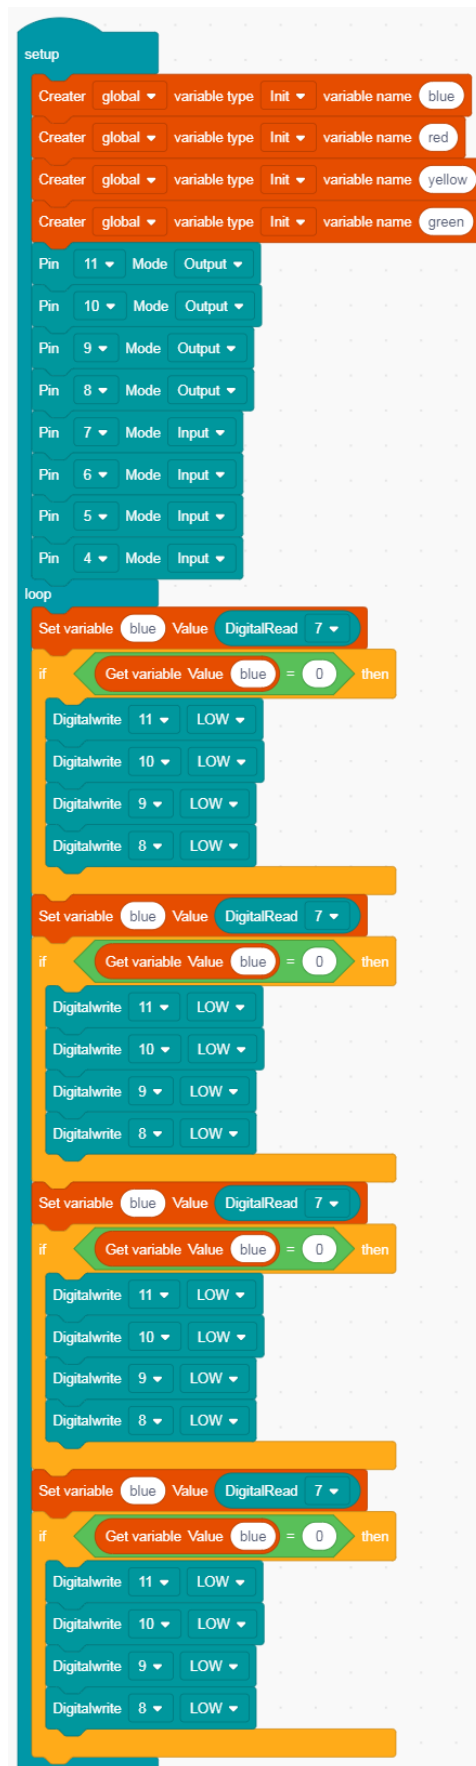 setup
Creater global variable type Init variable name blue
Creater global variable type Init variable name red
Creater global variable type Init variable name yellow
Creater global variable type Init variable name green
Pin 11 Mode Output
Pin 10 Mode Output
Pin 9 Mode Output
Pin 8 Mode Output
Pin 7 Mode Input
Pin 6 Mode Input
Pin 5 Mode Input
Pin 4 Mode Input
loop
Set variable blue Value DigitalRead 7
if Get variable Value blue = 0 then
Digitalwrite 11 LOW
Digitalwrite 10 LOW
Digitalwrite 9 LOW
Digitalwrite 8 LOW
Set variable blue Value DigitalRead 7
if Get variable Value blue = 0 then
Digitalwrite 11 LOW
Digitalwrite 10 LOW
Digitalwrite 9 LOW
Digitalwrite 8 LOW
Set variable blue Value DigitalRead 7
if Get variable Value blue = 0 then
Digitalwrite 11 LOW
Digitalwrite 10 LOW
Digitalwrite 9 LOW
Digitalwrite 8 LOW
Set variable blue Value DigitalRead 7
if Get variable Value blue = 0 then
Digitalwrite 11 LOW
Digitalwrite 10 LOW
Digitalwrite 9 LOW
Digitalwrite 8 LOW